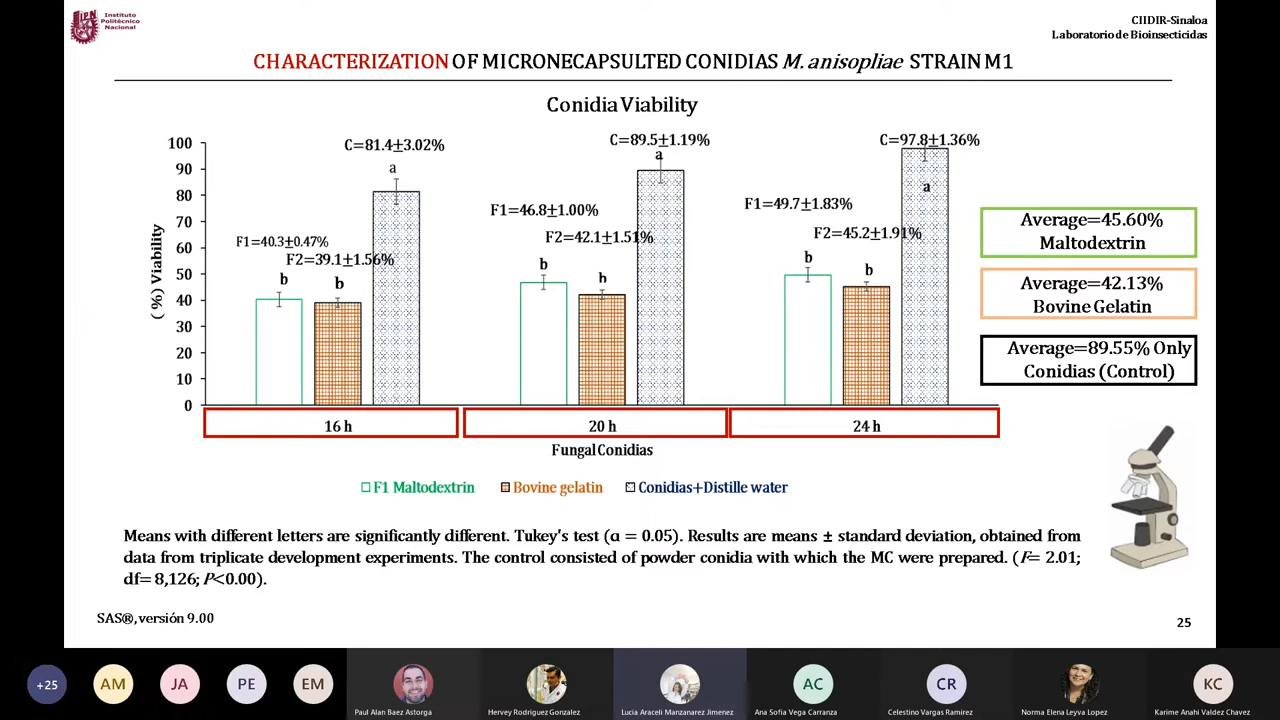 Instituto
Politécnico
Nacional
CIIDIR-Sinaloa
Laboratorio de Bioinsecticidas
CHARACTERIZATION OF MICRONECAPSULTED CONIDIAS M. anisopliae STRAIN M1
Conidia Viability
( %) Viability
100
90
80
70
60
50
40
30
20
10
0
C=81.4±3.02%
a
F1=40.3±0.47%
F2=39.1±1.56%
b
b
C=89.5±1.19%
a
F1=46.8±1.00%
F2=42.1±1.51%
b
b
C=97.8±1.36%
a
F1=49.7±1.83%
F2=45.2±1.91%
b
b
16 h
20 h
24 h
Fungal Conidias
F1 Maltodextrin
Bovine gelatin
Conidias+Distille water
Average=45.60%
Maltodextrin
Average=42.13%
Bovine Gelatin
Average=89.55% Only
Conidias (Control)
Means with different letters are significantly different. Tukey's test (α = 0.05). Results are means ± standard deviation, obtained from
data from triplicate development experiments. The control consisted of powder conidia with which the MC were prepared. (F= 2.01;
df= 8,126; P<0.00).
SAS®, versión 9.00
25
+25
AM
JA
PE
EM
AC
CR
KC
Paul Alan Baez Astorga
Hervey Rodriguez Gonzalez
Lucia Araceli Manzanarez Jimenez
Ana Sofia Vega Carranza
Celestino Vargas Ramirez
Norma Elena Leyva Lopez
Karime Anahi Valdez Chavez